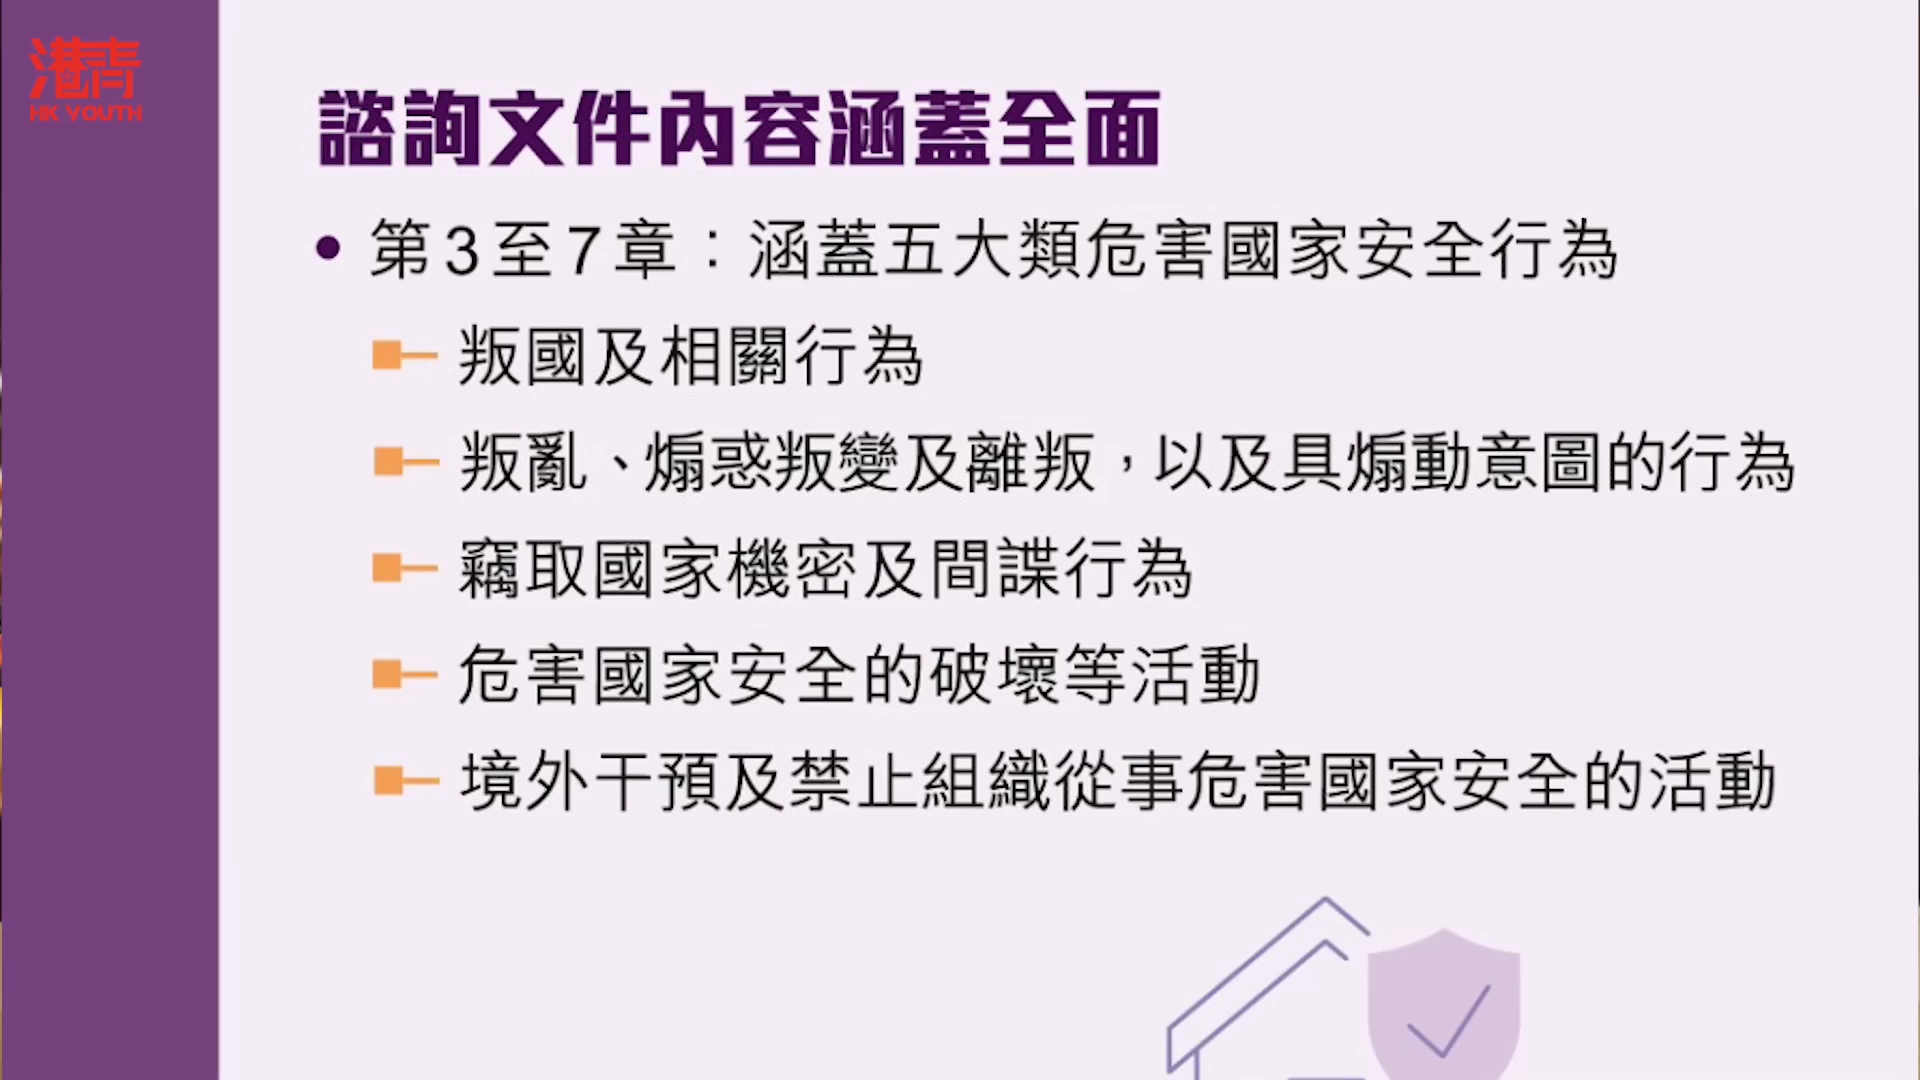 港青
HK YOUTH
諮詢文件內容涵蓋全面
第3至7章：涵蓋五大類危害國家安全行為
叛國及相關行為
叛亂、煽惑叛變及離叛，以及具煽動意圖的行為
竊取國家機密及間諜行為
危害國家安全的破壞等活動
境外干預及禁止組織從事危害國家安全的活動